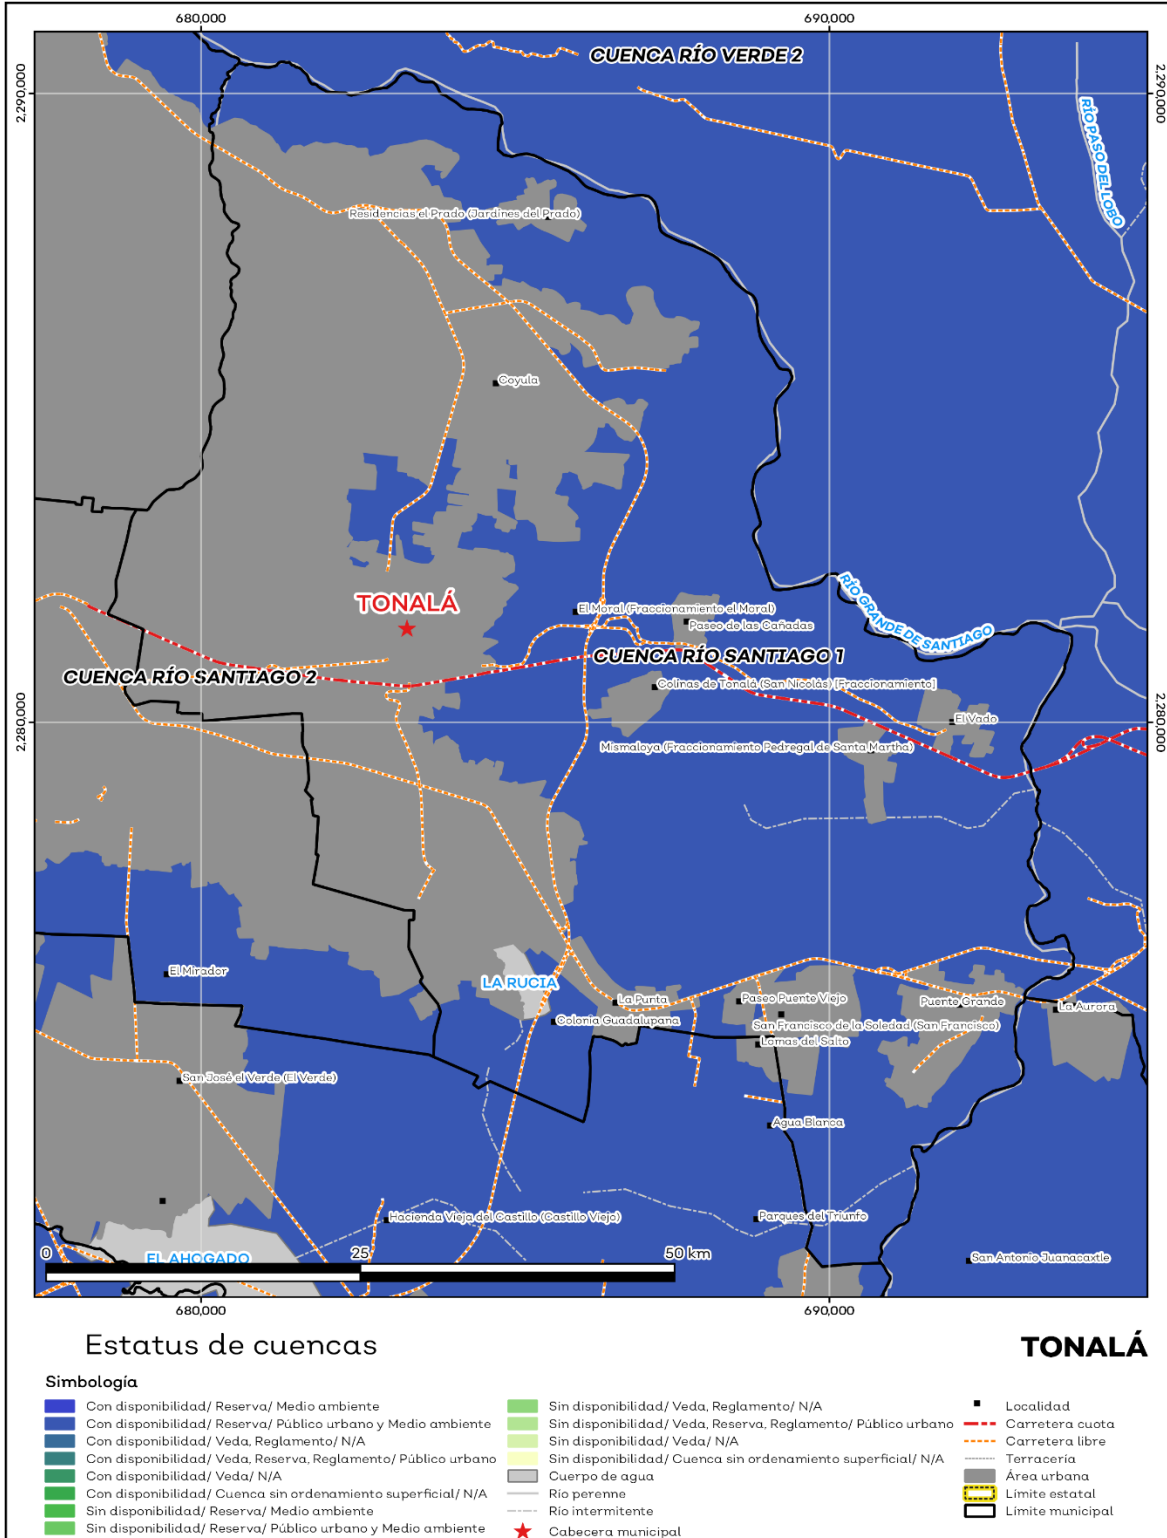 680,000
690,000
CUENCA RÍO VERDE 2
2,290,000
2,290,000
RÍO PASO DEL LOBO
Residencias el Prado (Jardines del Prado)
Coyula
TONALÁ
El Moral (Fraccionamiento el Moral)
Paseo de las Cañadas
RÍO GRANDE DE SANTIAGO
CUENCA RÍO SANTIAGO 1
CUENCA RÍO SANTIAGO 2
Colinas de Tonalá (San Nicolás) [Fraccionamiento]
2,280,000
2,280,000
El Vado
Mismaloya (Fraccionamiento Pedregal de Santa Martha)
El Mirador
LA RUCIA
La Punta
Paseo Puente Viejo
Puente Grande
La Aurora
Colonia Guadalupana
San Francisco de la Soledad (San Francisco)
Lomas del Salto
San José el Verde (El Verde)
Agua Blanca
Hacienda Vieja del Castillo (Castillo Viejo)
Parques del Triunfo
EL AHOGADO
San Antonio Juanacaxtle
0 25 50 km
680,000
690,000
Estatus de cuencas
TONALÁ
Simbología
Con disponibilidad/ Reserva/ Medio ambiente
Con disponibilidad/ Reserva/ Público urbano y Medio ambiente
Con disponibilidad/ Veda, Reglamento/ N/A
Con disponibilidad/ Veda, Reserva, Reglamento/ Público urbano
Con disponibilidad/ Veda/ N/A
Con disponibilidad/ Cuenca sin ordenamiento superficial/ N/A
Sin disponibilidad/ Reserva/ Medio ambiente
Sin disponibilidad/ Reserva/ Público urbano y Medio ambiente
Sin disponibilidad/ Veda, Reglamento/ N/A
Sin disponibilidad/ Veda, Reserva, Reglamento/ Público urbano
Sin disponibilidad/ Veda/ N/A
Sin disponibilidad/ Cuenca sin ordenamiento superficial/ N/A
Cuerpo de agua
Río perenne
Río intermitente
Cabecera municipal
Localidad
Carretera cuota
Carretera libre
Terracería
Área urbana
Límite estatal
Límite municipal